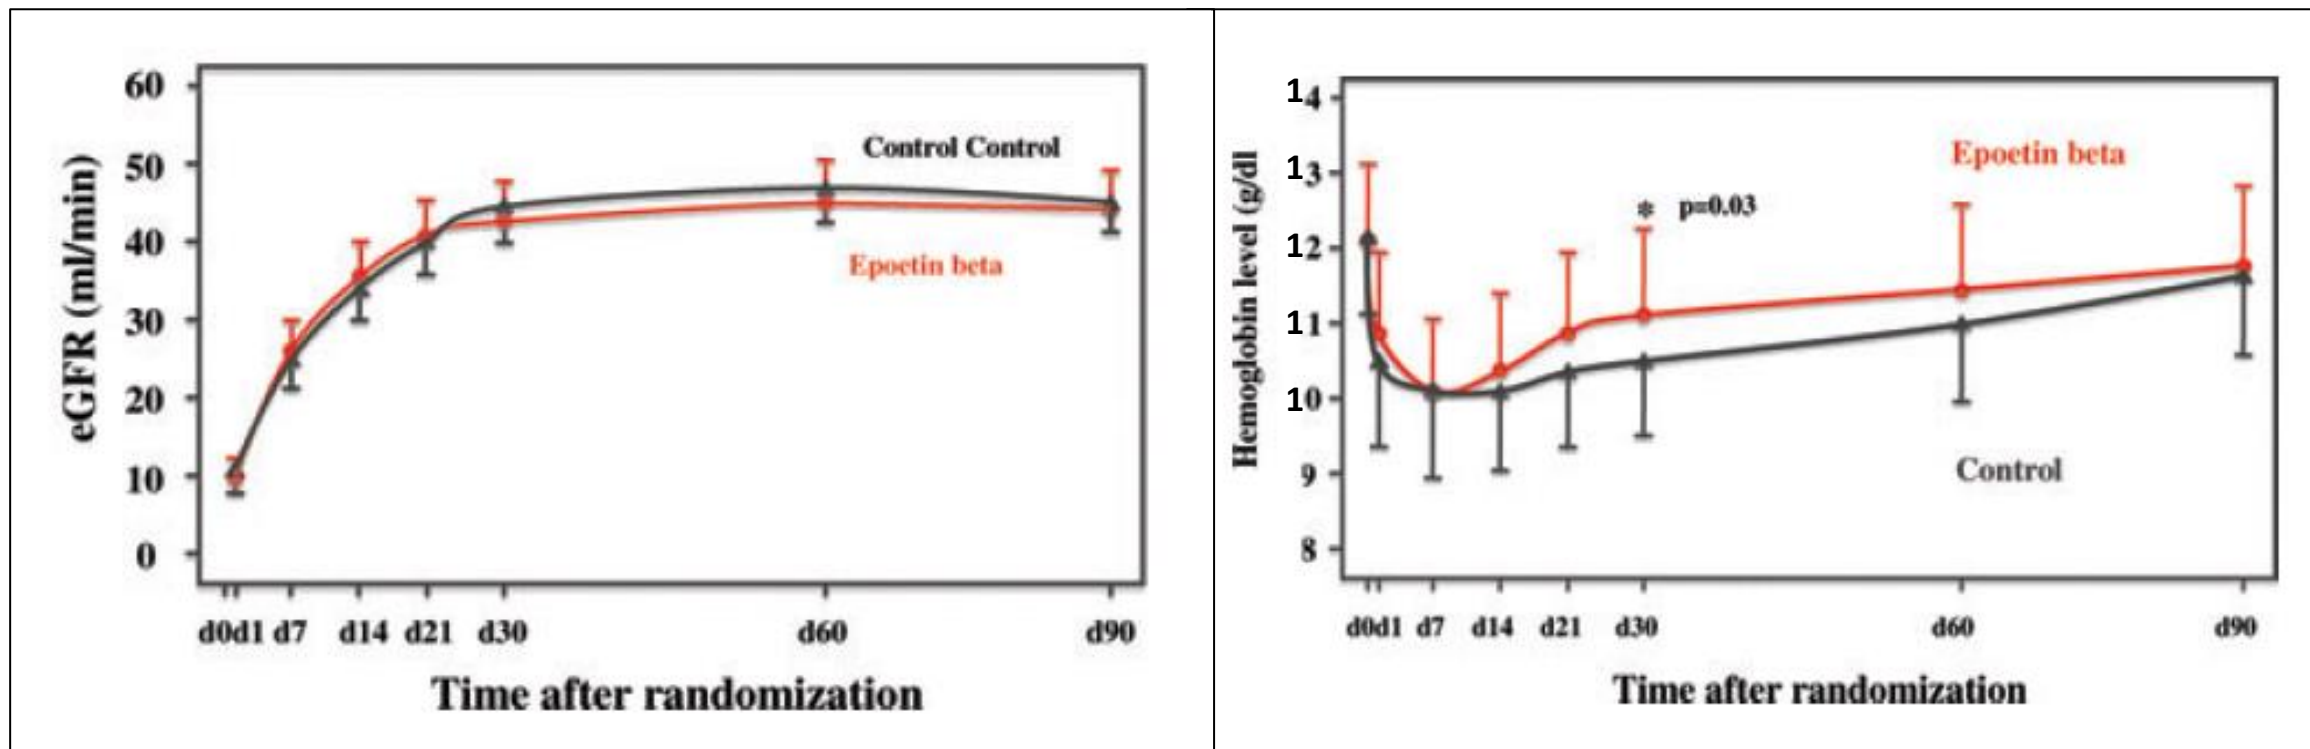 60
50
40
30
20
10
0
eGFR (ml/min)
Control Control
Epoetin beta
d0d1 d7 d14 d21 d30 d60 d90
Time after randomization
14
13
12
11
10
9
8
Hemoglobin level (g/dl
Epoetin beta
* p=0.03
Control
d0d1 d7 d14 d21 d30 d60 d90
Time after randomization